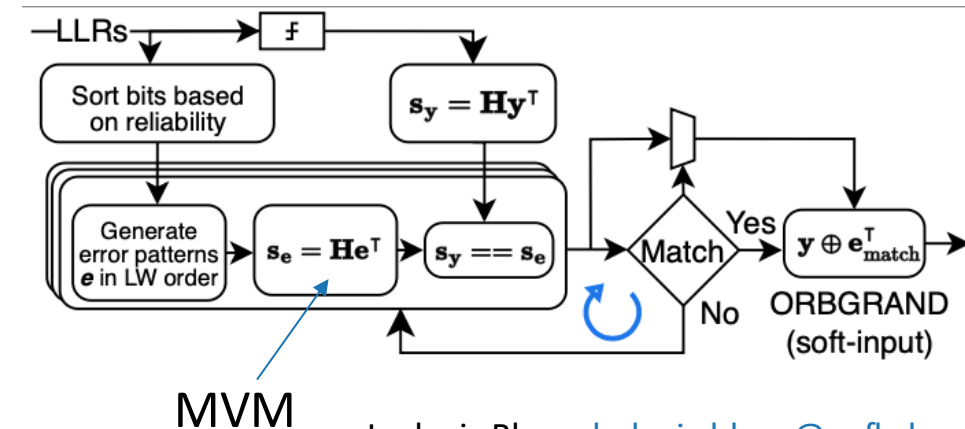 LLRs
Sort bits based
on reliability
s_y = Hy^T
Generate
error patterns
e in LW order
s_e = He^T
s_y == s_e
Match
Yes
No
y ⊕ e^T_match
ORBGRAND
(soft-input)
MVM